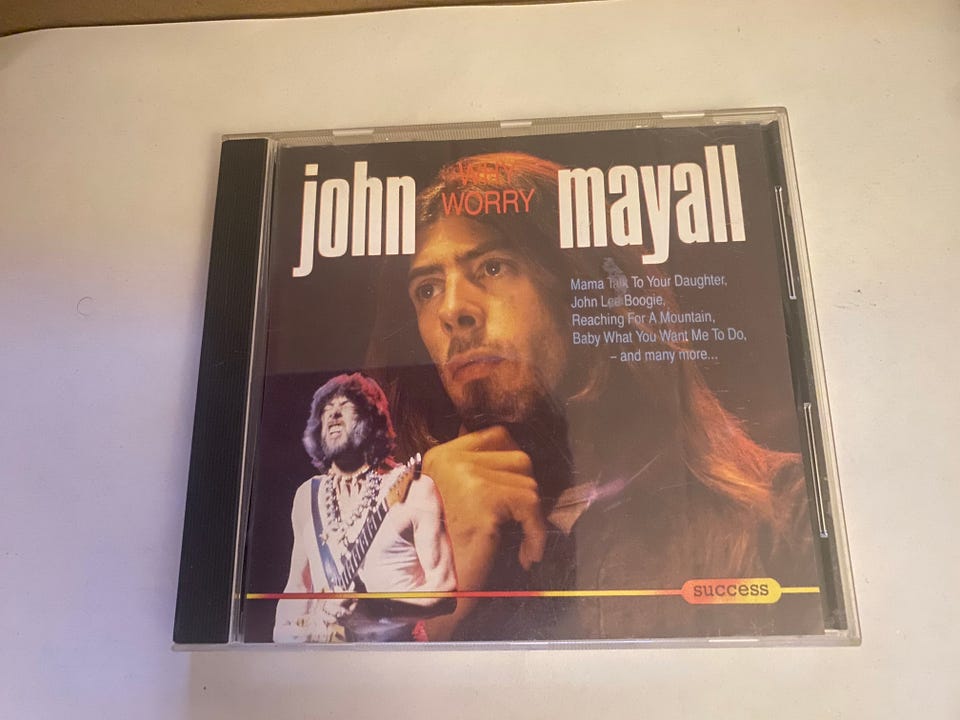 john WHY WORRY mayall
Mama Talk To Your Daughter,
John Lee Boogie,
Reaching For A Mountain,
Baby What You Want Me To Do,
– and many more...
success